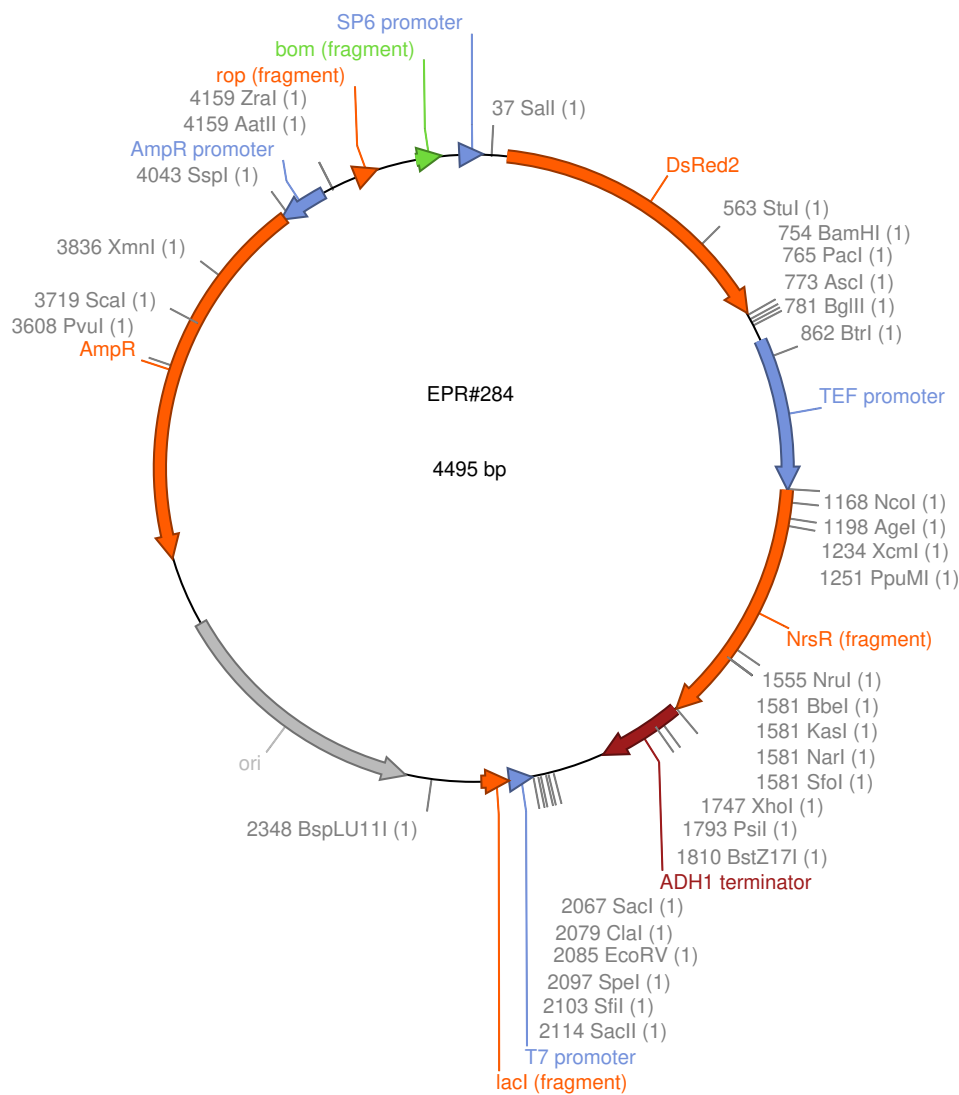 SP6 promoter
bom (fragment)
rop (fragment)
4159 ZraI (1)
4159 AatII (1)
AmpR promoter
4043 SspI (1)
3836 XmnI (1)
3719 ScaI (1)
3608 PvuI (1)
AmpR
37 SalI (1)
DsRed2
563 StuI (1)
754 BamHI (1)
765 PacI (1)
773 AscI (1)
781 BglII (1)
862 BtrI (1)
TEF promoter
EPR#284
4495 bp
1168 NcoI (1)
1198 AgeI (1)
1234 XcmI (1)
1251 PpuMI (1)
NrsR (fragment)
1555 NruI (1)
1581 BbeI (1)
1581 KasI (1)
1581 NarI (1)
1581 SfoI (1)
1747 XhoI (1)
1793 PsiI (1)
1810 BstZ17I (1)
ADH1 terminator
ori
2348 BspLU11I (1)
2067 SacI (1)
2079 ClaI (1)
2085 EcoRV (1)
2097 SpeI (1)
2103 SfiI (1)
2114 SacII (1)
T7 promoter
lacI (fragment)